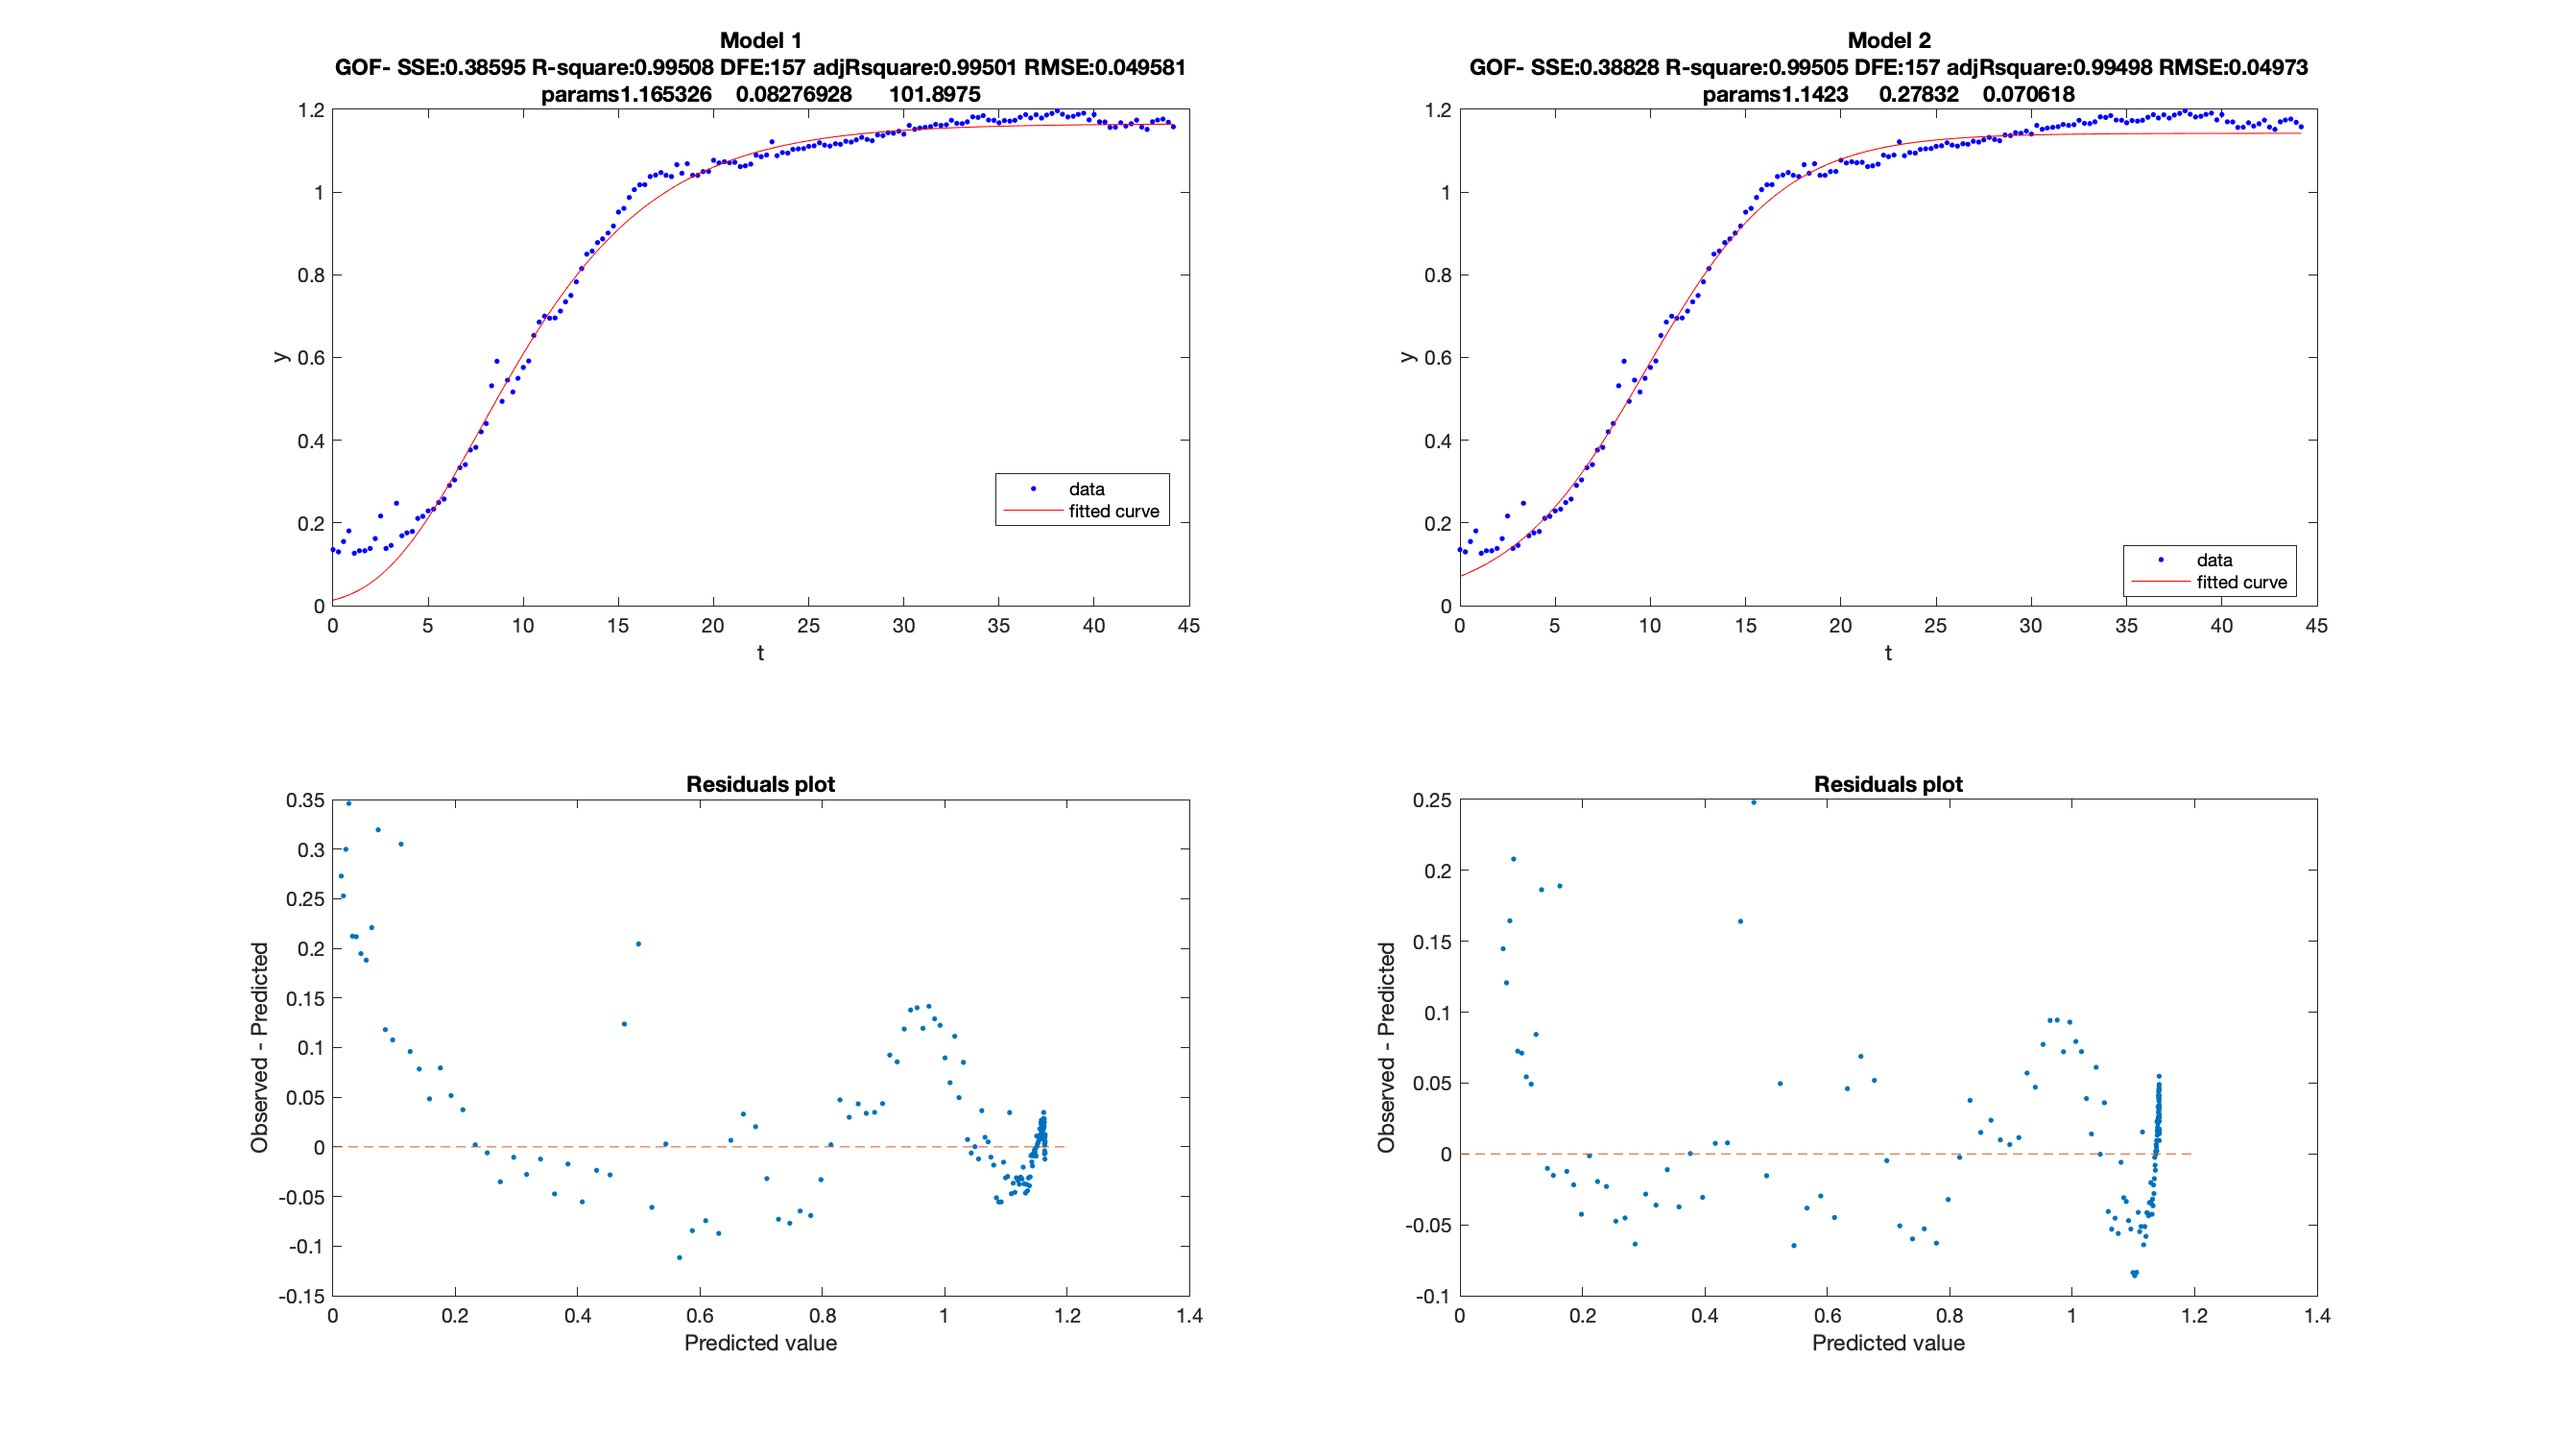 Model 1
GOF- SSE:0.38595 R-square:0.99508 DFE:157 adjRsquare:0.99501 RMSE:0.049581
params1.165326 0.08276928 101.8975
1.2
1
0.8
0.6
0.4
0.2
0
y
0 5 10 15 20 25 30 35 40 45
t
data
fitted curve
Model 2
GOF- SSE:0.38828 R-square:0.99505 DFE:157 adjRsquare:0.99498 RMSE:0.04973
params1.1423 0.27832 0.070618
1.2
1
0.8
0.6
0.4
0.2
0
y
0 5 10 15 20 25 30 35 40 45
t
data
fitted curve
Residuals plot
0.35
0.3
0.25
0.2
0.15
0.1
0.05
0
-0.05
-0.1
-0.15
Observed - Predicted
0 0.2 0.4 0.6 0.8 1 1.2 1.4
Predicted value
Residuals plot
0.25
0.2
0.15
0.1
0.05
0
-0.05
-0.1
Observed - Predicted
0 0.2 0.4 0.6 0.8 1 1.2 1.4
Predicted value